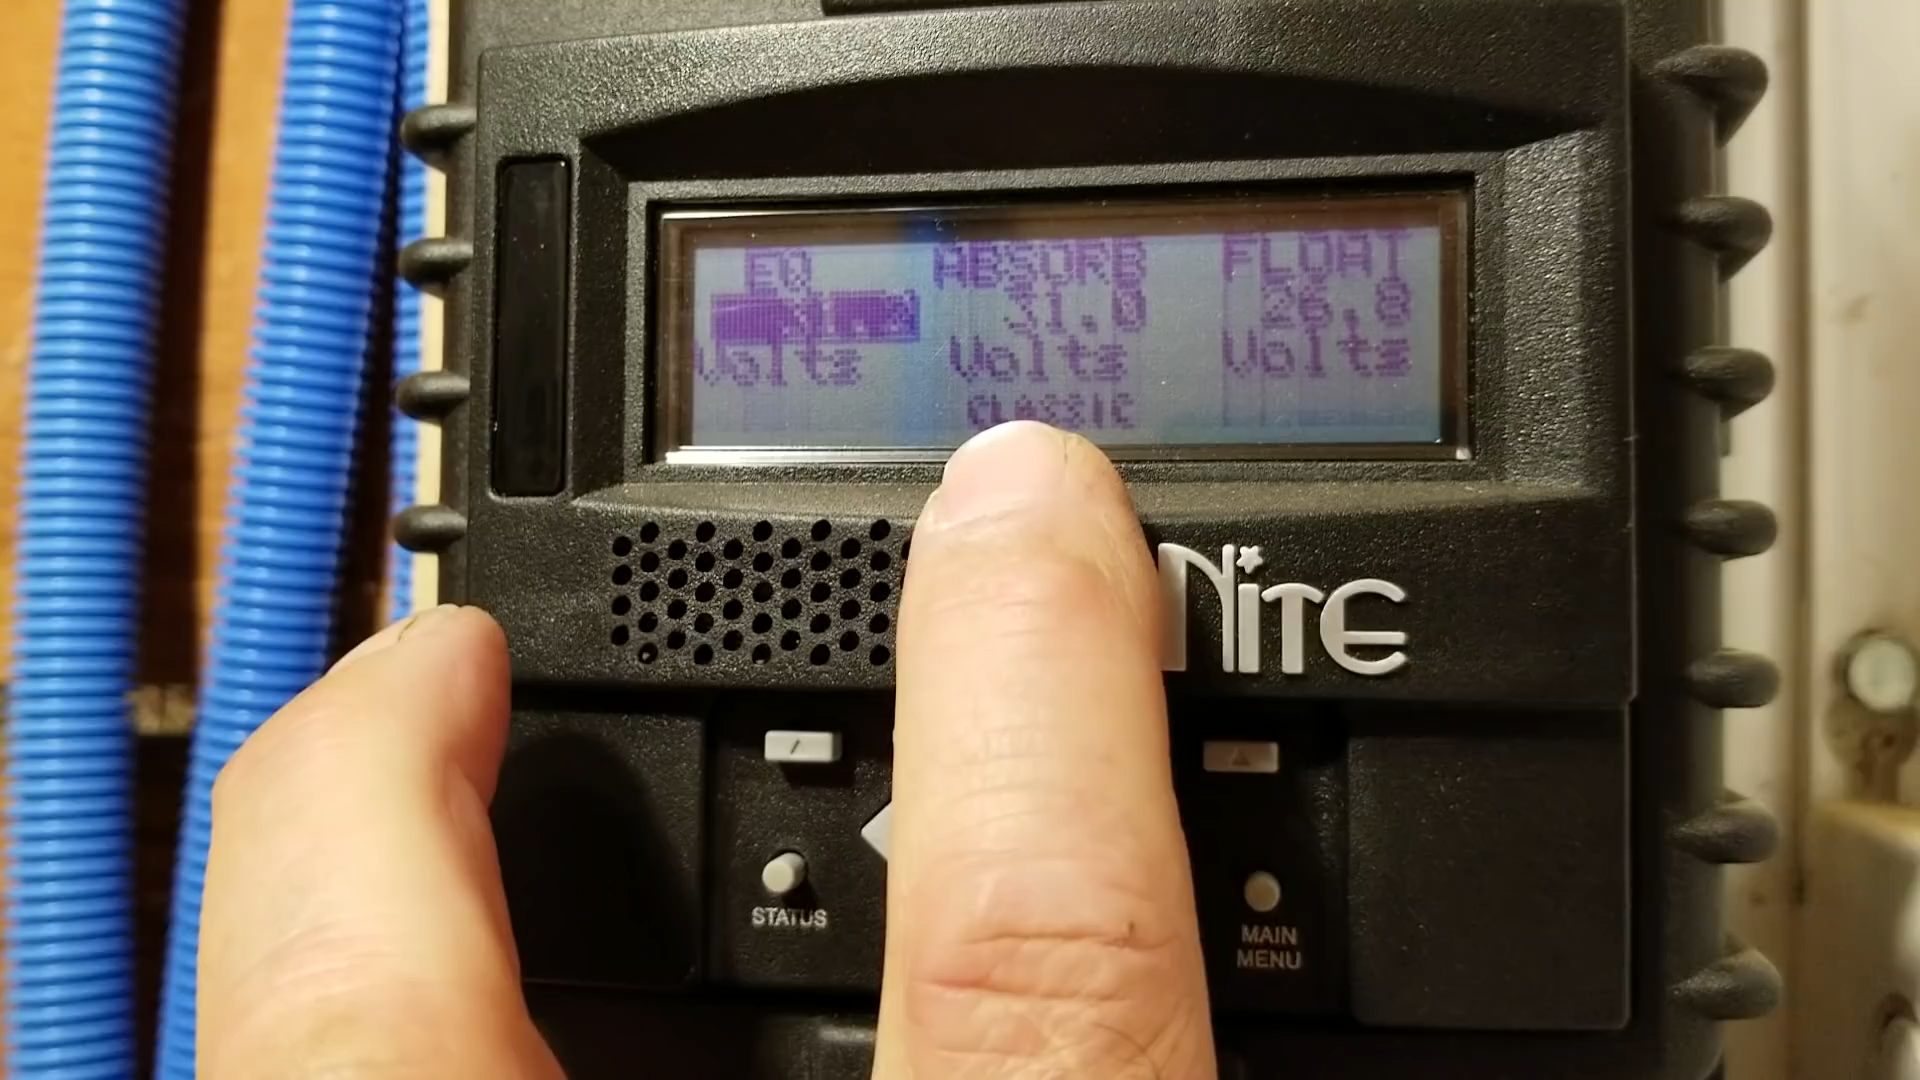 EQ ABSORB FLOAT
31.0 26.8
Volts Volts Volts
CLASSIC
NITE
STATUS
MAIN
MENU